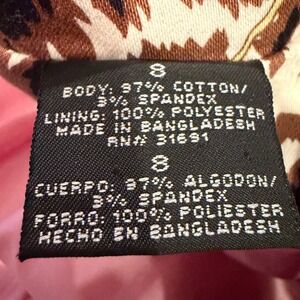 8
BODY: 97% COTTON/
3% SPANDEX
LINING: 100% POLYESTER
MADE IN BANGLADESH
RN# 31691
8
CUERPO: 97% ALGODON/
3% SPANDEX
FORRO: 100% POLIESTER
HECHO EN BANGLADESH